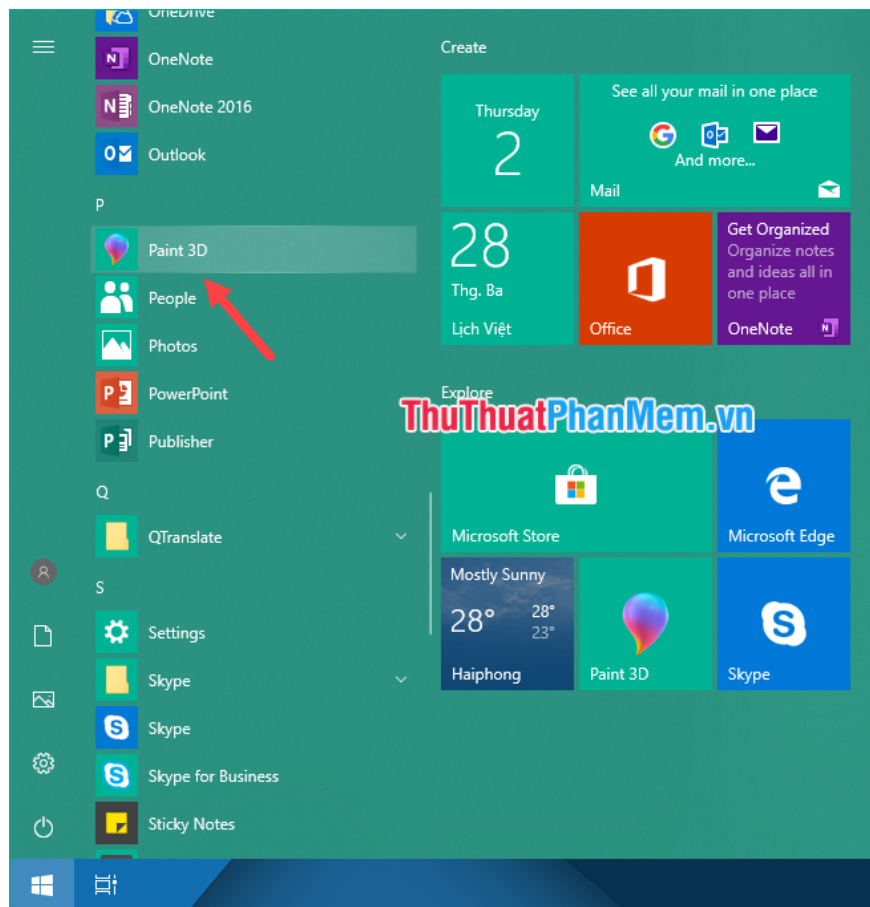 OneDrive
OneNote
OneNote 2016
Outlook
P
Paint 3D
People
Photos
PowerPoint
Publisher
Q
QTranslate
S
Settings
Skype
Skype
Skype for Business
Sticky Notes
Create
Thursday
2
See all your mail in one place
And more...
Mail
28
Thg. Ba
Lịch Việt
Office
Get Organized
Organize notes
and ideas all in
one place
OneNote
Explore
ThuThuatPhanMem.vn
Microsoft Store
Microsoft Edge
Mostly Sunny
28° 28°
23°
Haiphong
Paint 3D
Skype